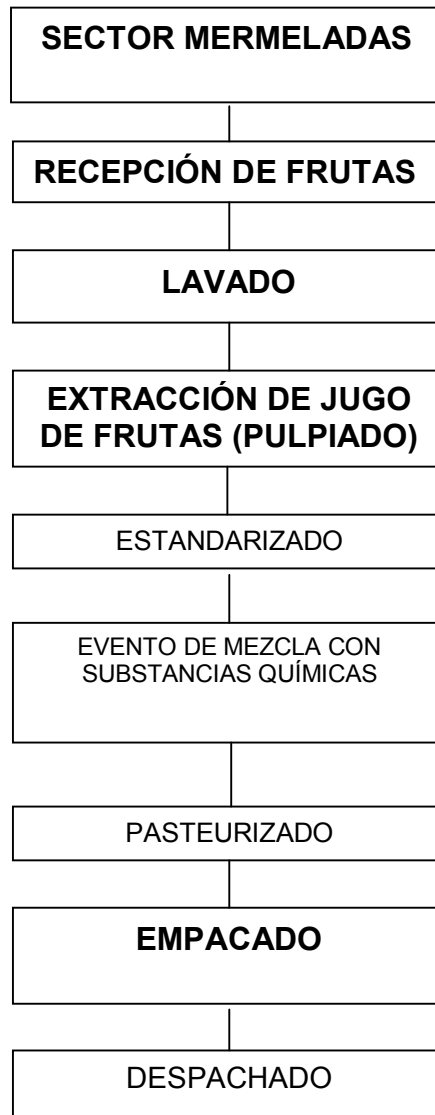 SECTOR MERMELADAS
RECEPCIÓN DE FRUTAS
LAVADO
EXTRACCIÓN DE JUGO
DE FRUTAS (PULPIADO)
ESTANDARIZADO
EVENTO DE MEZCLA CON
SUBSTANCIAS QUÍMICAS
PASTEURIZADO
EMPACADO
DESPACHADO